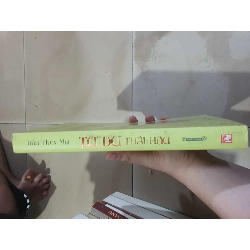 Trần Thùy Mai TỪ DỤ THÁI HẬU